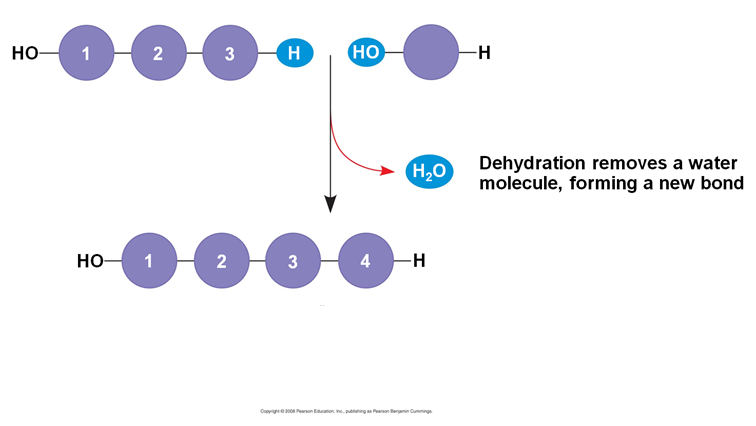 HO 1 2 3 H HO H
H₂O
Dehydration removes a water
molecule, forming a new bond
HO 1 2 3 4 H
Copyright © 2008 Pearson Education, Inc., publishing as Pearson Benjamin Cummings.